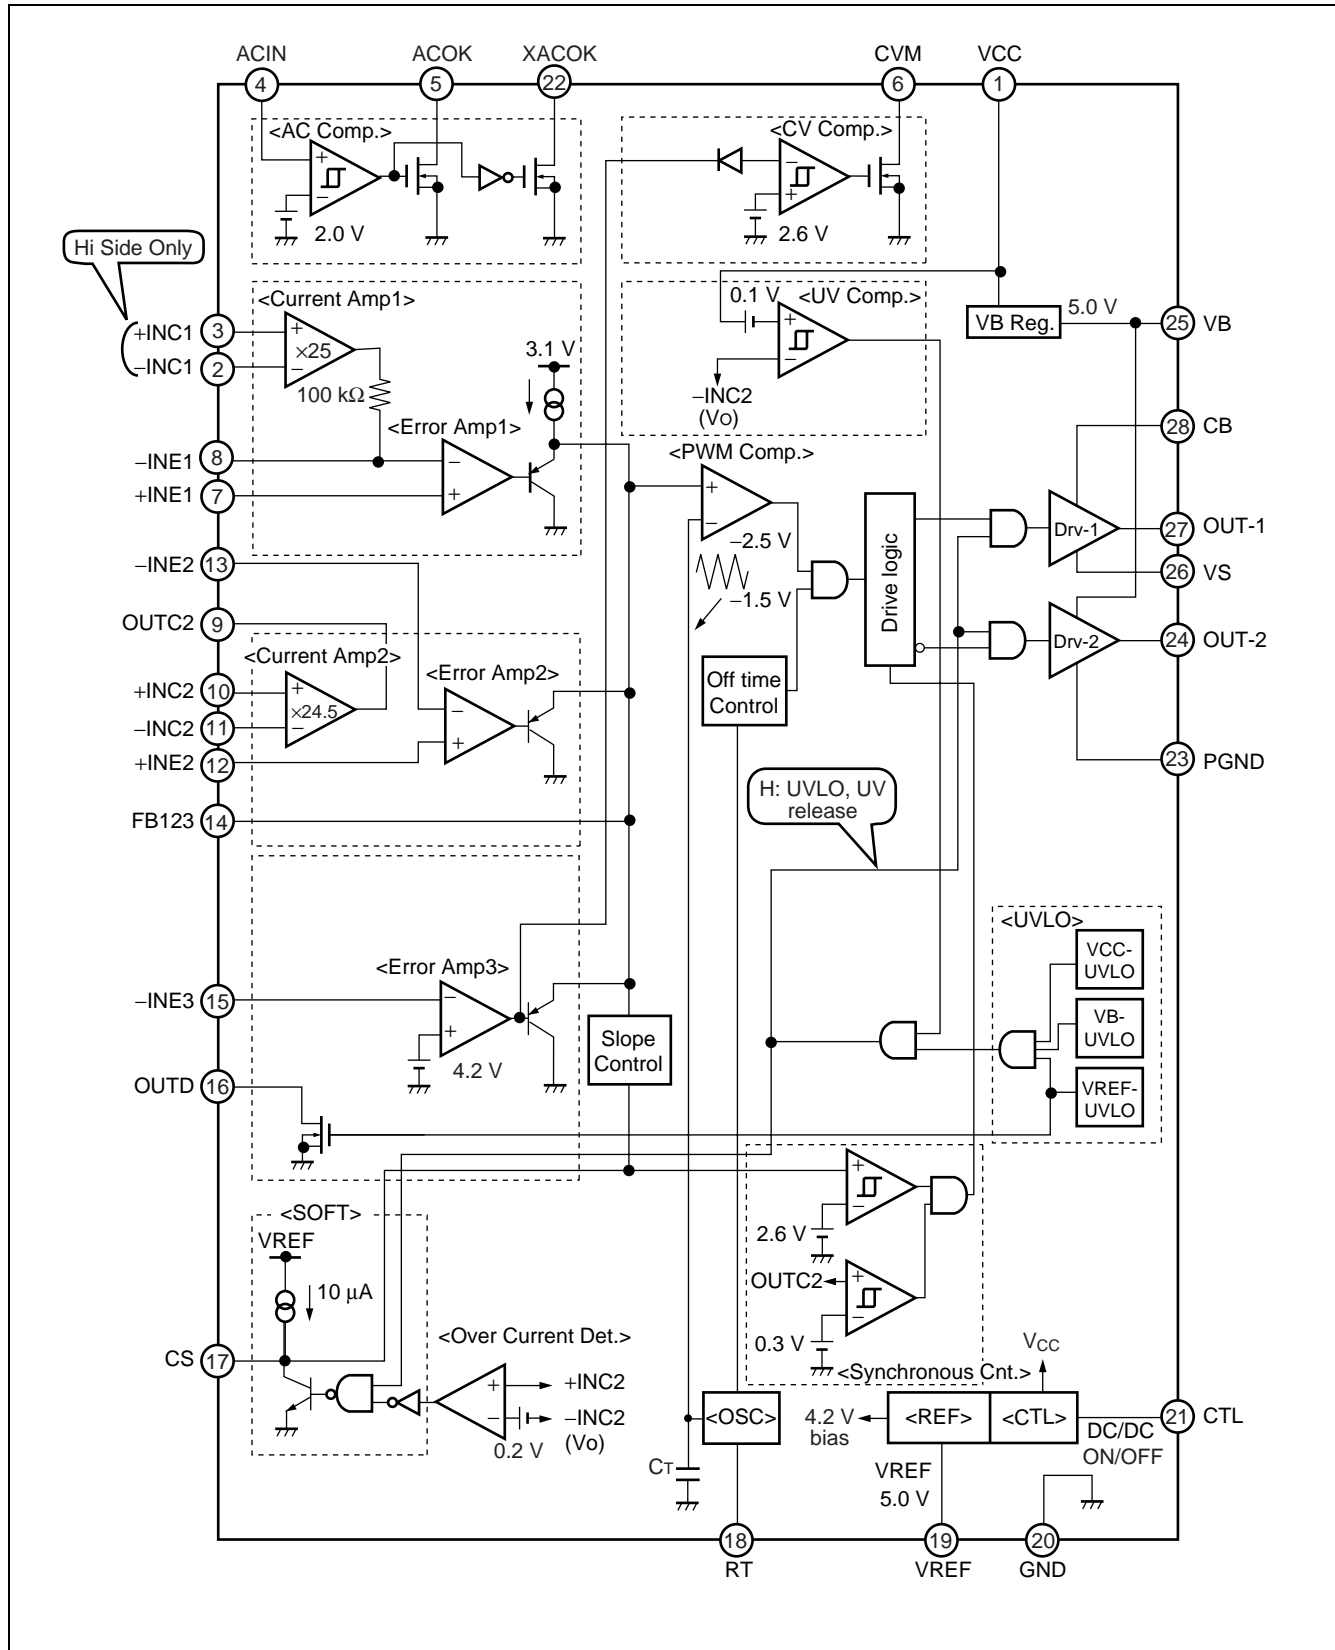 ACIN
ACOK
XACOK
CVM
VCC
4
5
22
6
1
<AC Comp.>
+
−
2.0 V
<CV Comp.>
−
+
2.6 V
Hi Side Only
<Current Amp1>
+INC1
3
+
×25
−
−INC1
2
100 kΩ
3.1 V
<Error Amp1>
−INE1
8
−
+INE1
7
+
0.1 V
<UV Comp.>
+
−
−INC2
(VO)
VB Reg.
5.0 V
25
VB
28
CB
<PWM Comp.>
+
−
−2.5 V
−1.5 V
Drive logic
Drv-1
27
OUT-1
26
VS
Drv-2
24
OUT-2
23
PGND
−INE2
13
OUTC2
9
<Current Amp2>
+INC2
10
+
×24.5
−
−INC2
11
+INE2
12
<Error Amp2>
−
+
Off time
Control
FB123
14
H: UVLO, UV
release
<UVLO>
VCC-
UVLO
VB-
UVLO
VREF-
UVLO
<Error Amp3>
−INE3
15
−
+
4.2 V
Slope
Control
OUTD
16
+
−
2.6 V
OUTC2
+
−
0.3 V
<Synchronous Cnt.>
<SOFT>
VREF
10 μA
CS
17
<Over Current Det.>
+
+INC2
−
−INC2
(Vo)
0.2 V
<OSC>
CT
4.2 V
bias
<REF>
<CTL>
VCC
21
CTL
DC/DC
ON/OFF
VREF
5.0 V
18
19
20
RT
VREF
GND